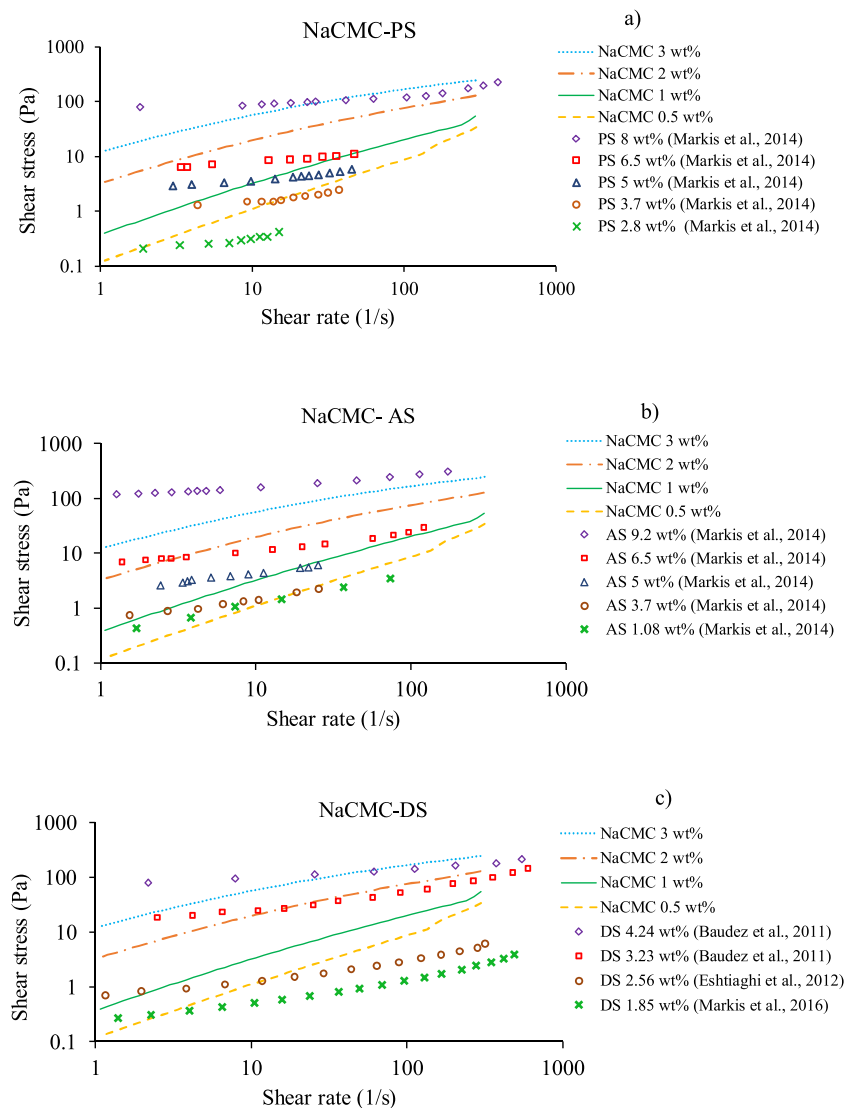 a)
NaCMC-PS
1000
100
10
1
0.1
Shear stress (Pa)
1
10
100
1000
Shear rate (1/s)
NaCMC 3 wt%
NaCMC 2 wt%
NaCMC 1 wt%
NaCMC 0.5 wt%
PS 8 wt% (Markis et al., 2014)
PS 6.5 wt% (Markis et al., 2014)
PS 5 wt% (Markis et al., 2014)
PS 3.7 wt% (Markis et al., 2014)
PS 2.8 wt% (Markis et al., 2014)
b)
NaCMC- AS
1000
100
10
1
0.1
Shear stress (Pa)
1
10
100
1000
Shear rate (1/s)
NaCMC 3 wt%
NaCMC 2 wt%
NaCMC 1 wt%
NaCMC 0.5 wt%
AS 9.2 wt% (Markis et al., 2014)
AS 6.5 wt% (Markis et al., 2014)
AS 5 wt% (Markis et al., 2014)
AS 3.7 wt% (Markis et al., 2014)
AS 1.08 wt% (Markis et al., 2014)
c)
NaCMC-DS
1000
100
10
1
0.1
Shear stress (Pa)
1
10
100
1000
Shear rate (1/s)
NaCMC 3 wt%
NaCMC 2 wt%
NaCMC 1 wt%
NaCMC 0.5 wt%
DS 4.24 wt% (Baudez et al., 2011)
DS 3.23 wt% (Baudez et al., 2011)
DS 2.56 wt% (Eshtiaghi et al., 2012)
DS 1.85 wt% (Markis et al., 2016)